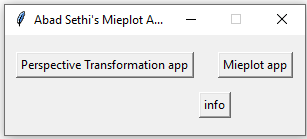 Abad Sethi's Mieplot A...
Perspective Transformation app
Mieplot app
info